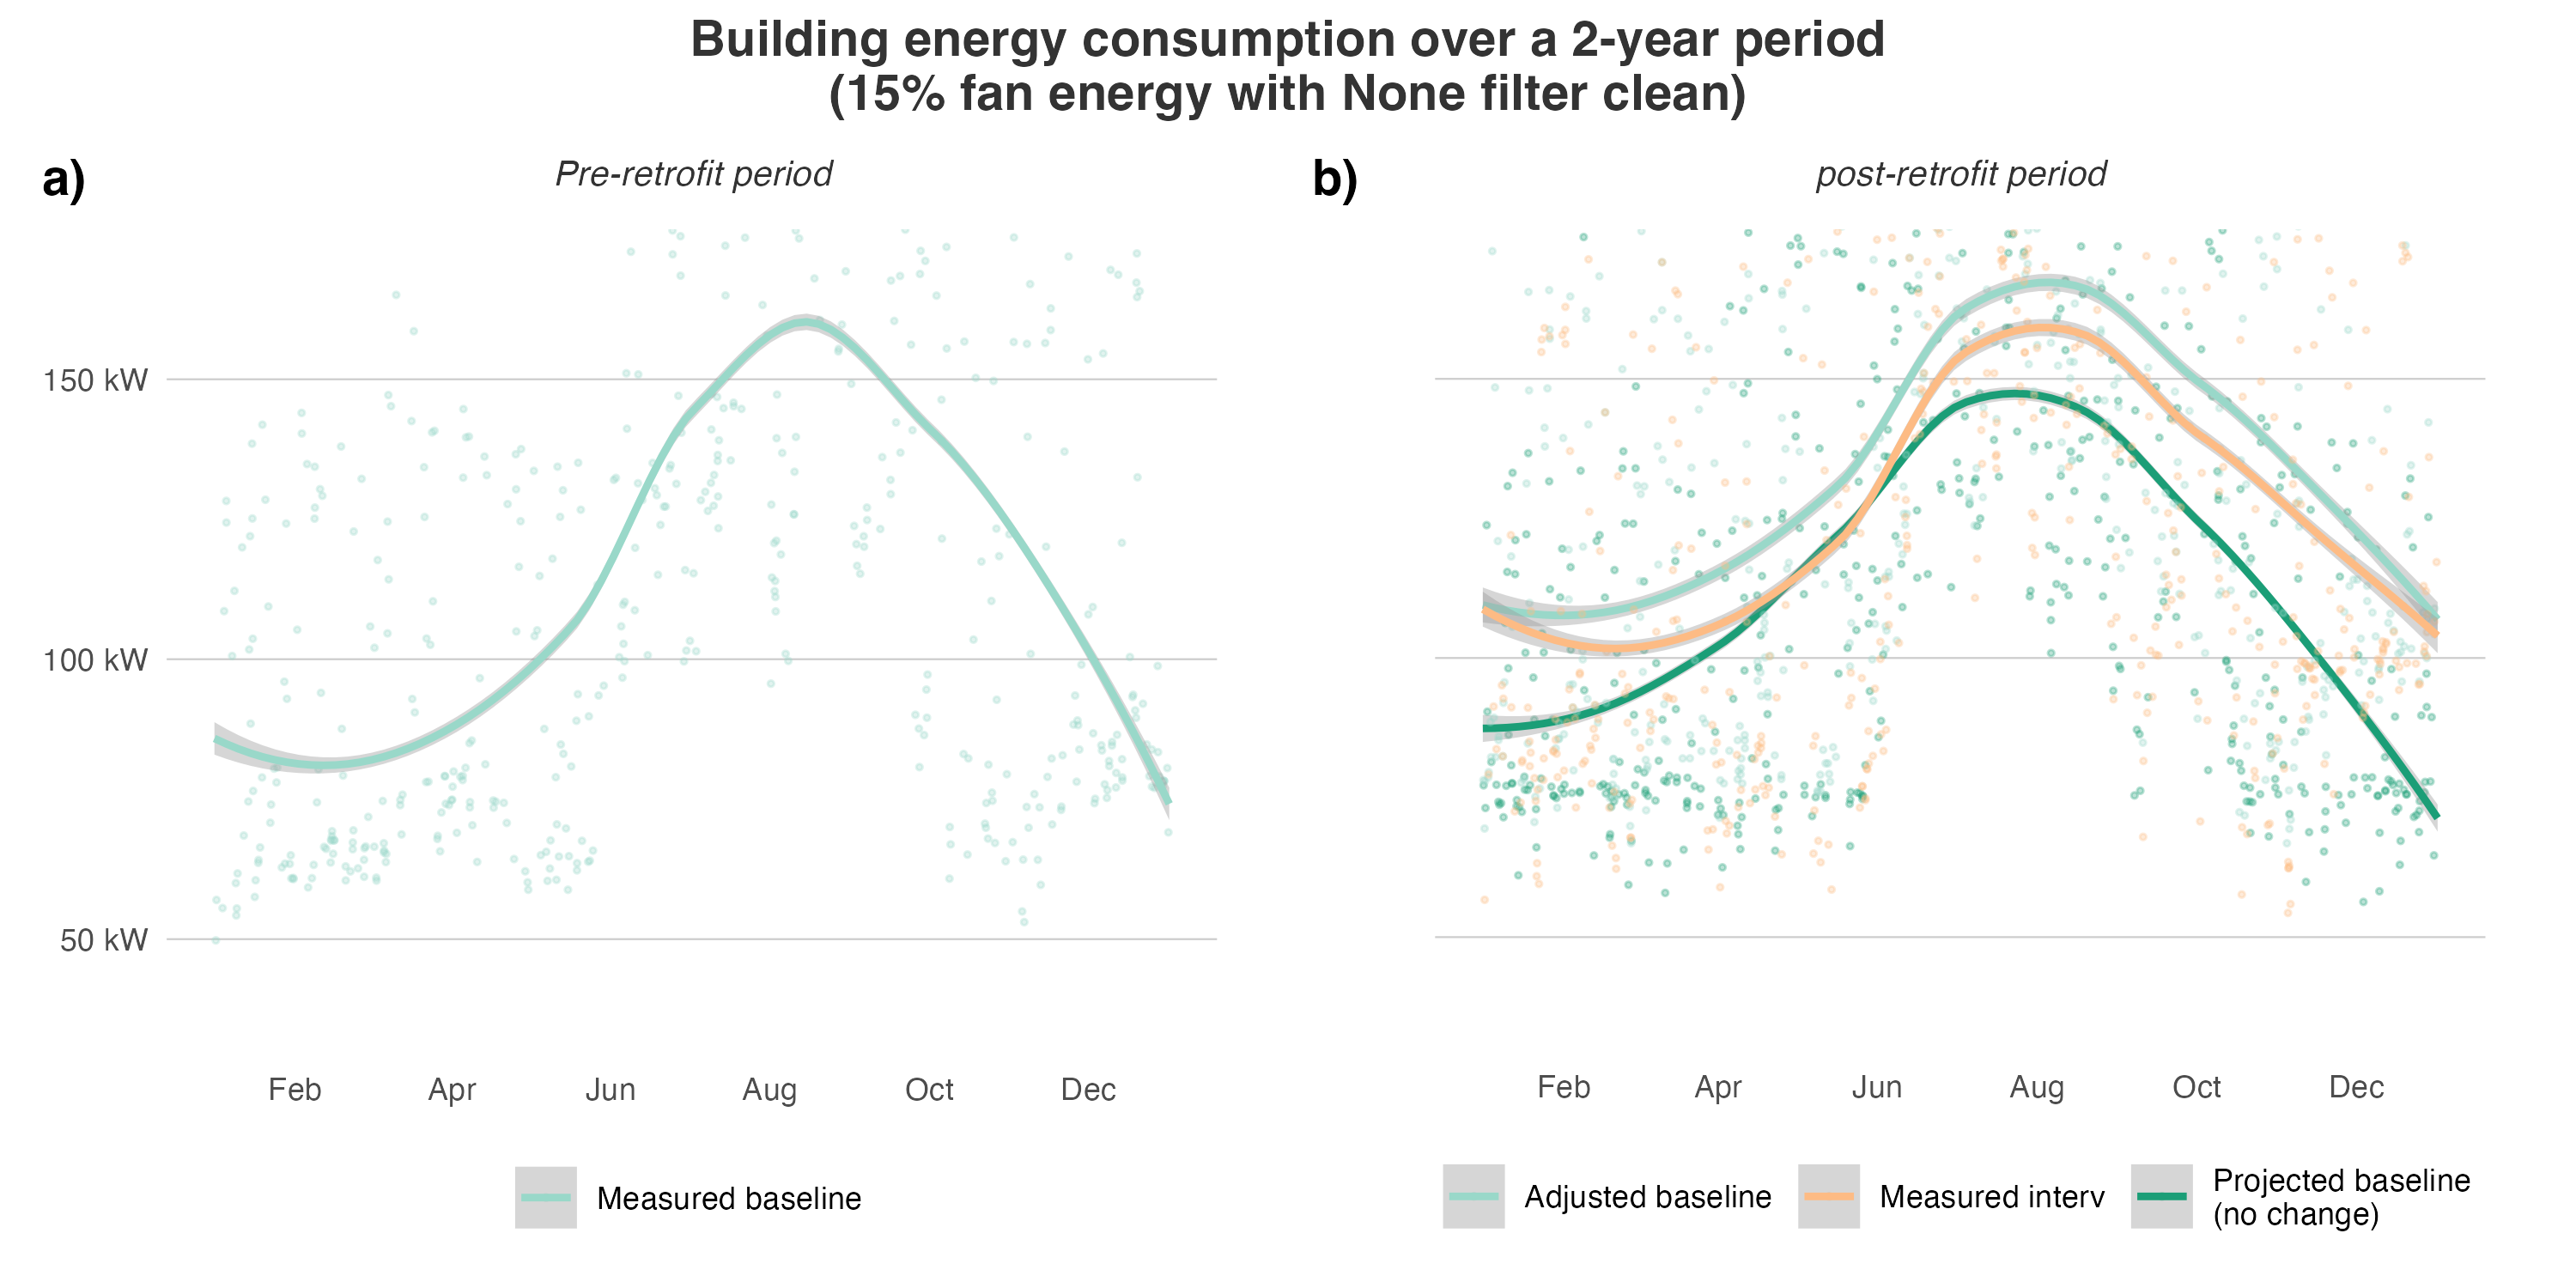 Building energy consumption over a 2-year period
(15% fan energy with None filter clean)
a)
Pre-retrofit period
150 kW
100 kW
50 kW
Feb Apr Jun Aug Oct Dec
Measured baseline
b)
post-retrofit period
Feb Apr Jun Aug Oct Dec
Adjusted baseline
Measured interv
Projected baseline
(no change)